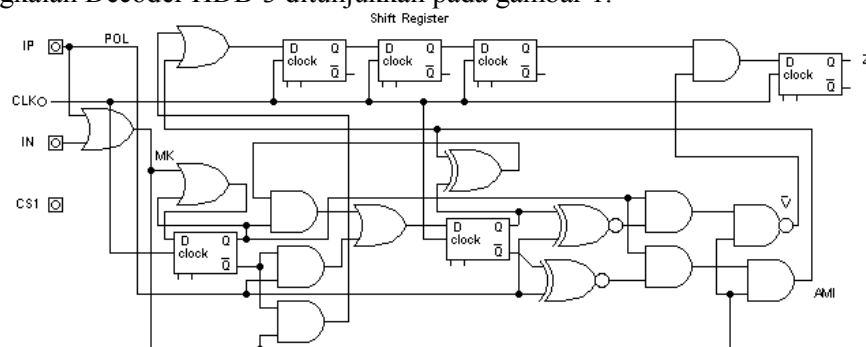 Decoder HDB-3 ditunjukkan pada gambar 1.
Shift Register
IP
POL
D Q
clock
Q
D Q
clock
Q
D Q
clock
Q
D Q
clock
Q
Z
CLK
IN
MK
CS1
D Q
clock
Q
D Q
clock
Q
V
AMI